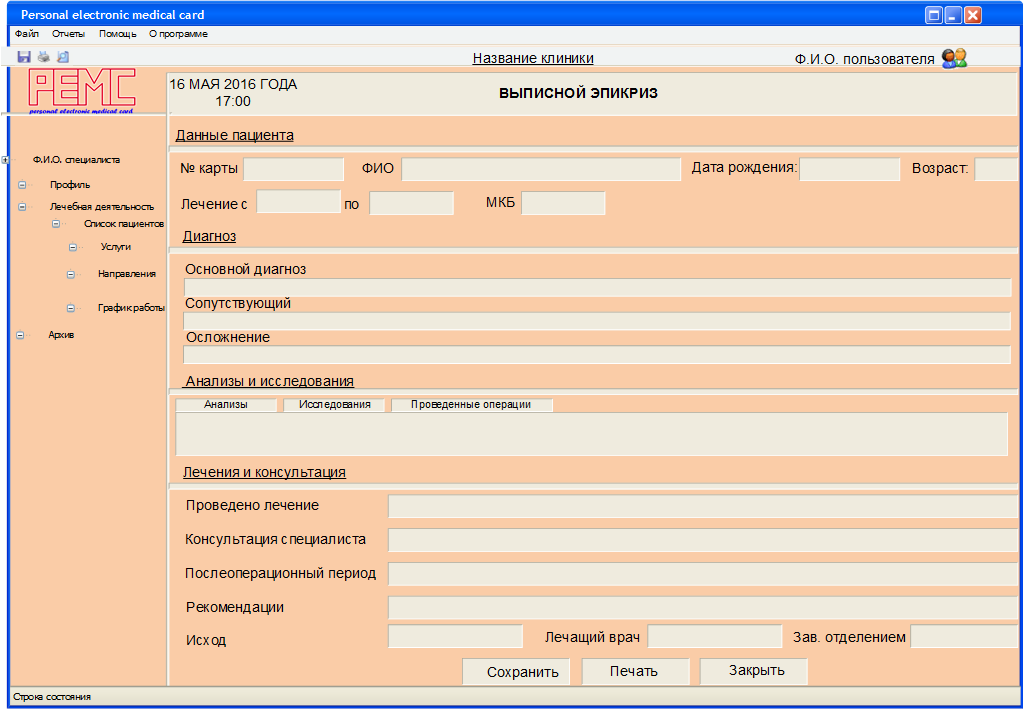 Personal electronic medical card
Файл Отчеты Помощь О программе
Название клиники Ф.И.О. пользователя
PEMC
personal electronic medical card
16 МАЯ 2016 ГОДА
17:00
ВЫПИСНОЙ ЭПИКРИЗ
Ф.И.О. специалиста
Профиль
Лечебная деятельность
Список пациентов
Услуги
Направления
График работы
Архив
Данные пациента
№ карты ФИО Дата рождения: Возраст:
Лечение с по МКБ
Диагноз
Основной диагноз
Сопутствующий
Осложнение
Анализы и исследования
Анализы Исследования Проведенные операции
Лечения и консультация
Проведено лечение
Консультация специалиста
Послеоперационный период
Рекомендации
Исход Лечащий врач Зав. отделением
Сохранить Печать Закрыть
Строка состояния